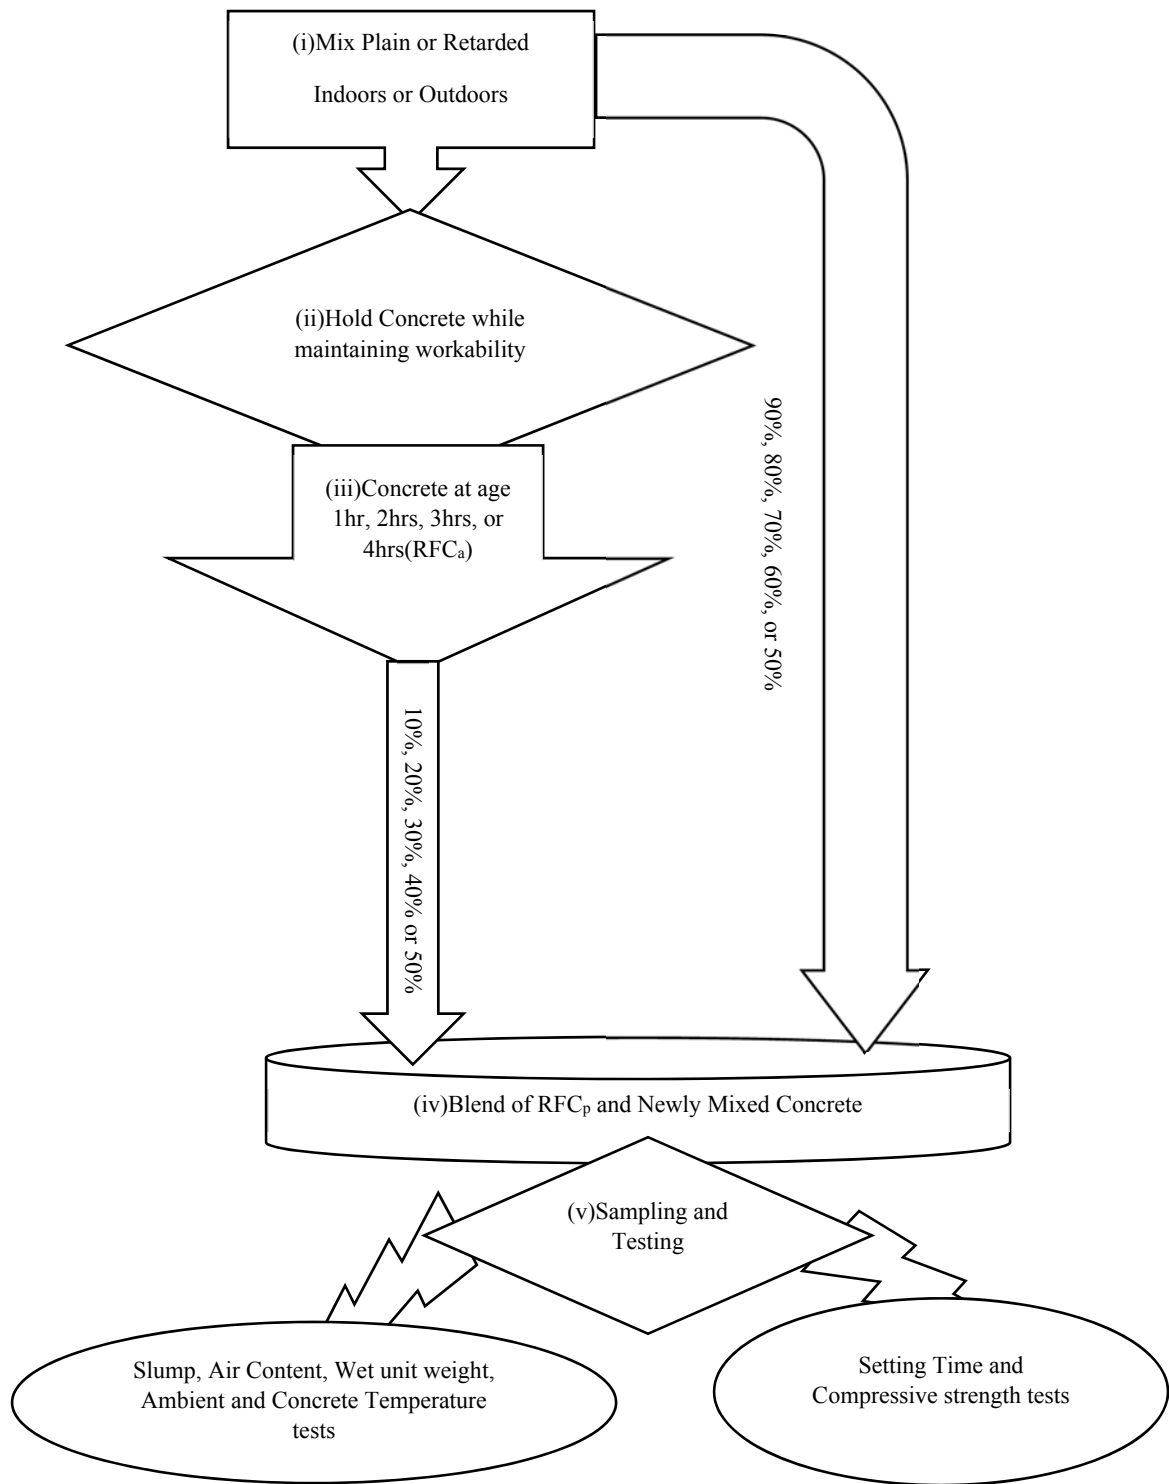 (i)Mix Plain or Retarded
Indoors or Outdoors
(ii)Hold Concrete while
maintaining workability
(iii)Concrete at age
1hr, 2hrs, 3hrs, or
4hrs(RFCₐ)
90%, 80%, 70%, 60%, or 50%
10%, 20%, 30%, 40% or 50%
(iv)Blend of RFCₚ and Newly Mixed Concrete
(v)Sampling and
Testing
Slump, Air Content, Wet unit weight,
Ambient and Concrete Temperature
tests
Setting Time and
Compressive strength tests